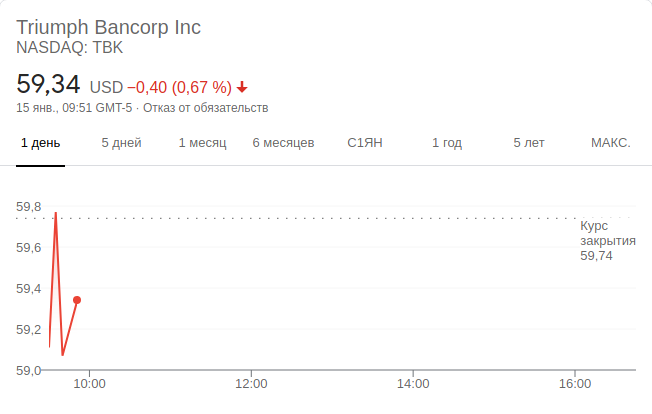 Triumph Bancorp Inc
NASDAQ: TBK
59,34 USD −0,40 (0,67 %)
15 янв., 09:51 GMT-5 · Отказ от обязательств
1 день 5 дней 1 месяц 6 месяцев С1ЯН 1 год 5 лет МАКС.
59,8
Курс
закрытия
59,74
59,6
59,4
59,2
59,0
10:00 12:00 14:00 16:00